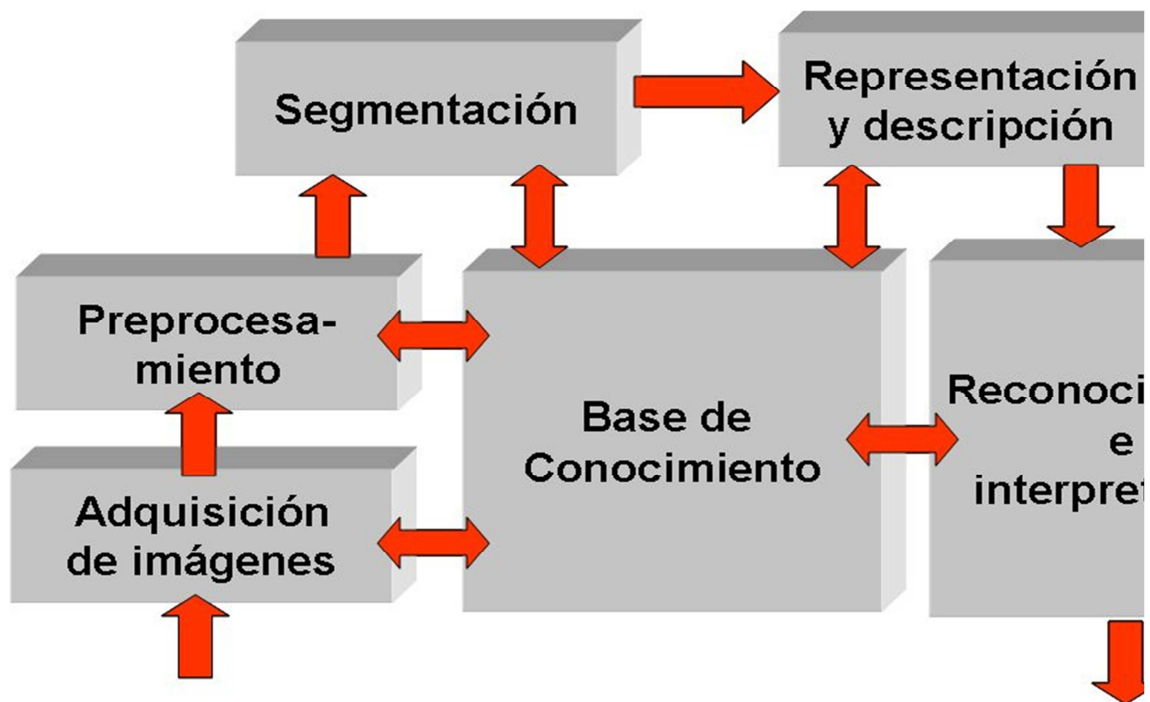 Segmentación
Representación
y descripción
Preprocesa-
miento
Base de
Conocimiento
e
Adquisición
de imágenes